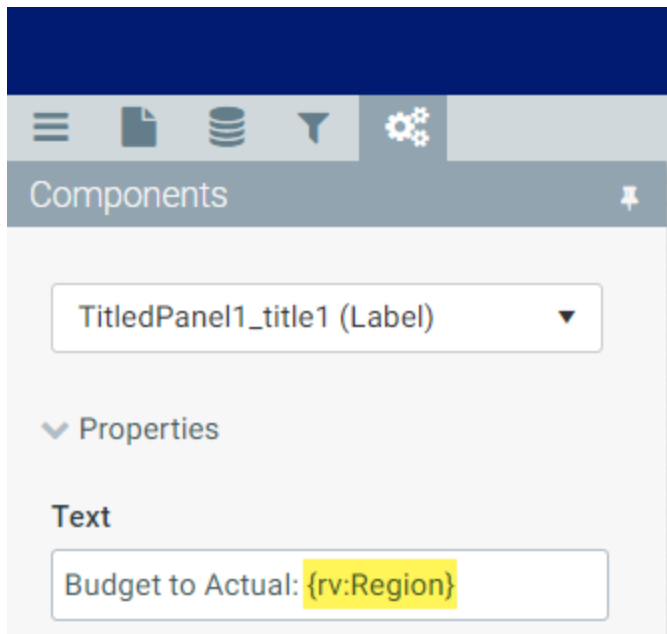 Components
TitledPanel1_title1 (Label)
Properties
Text
Budget to Actual: {rv:Region}